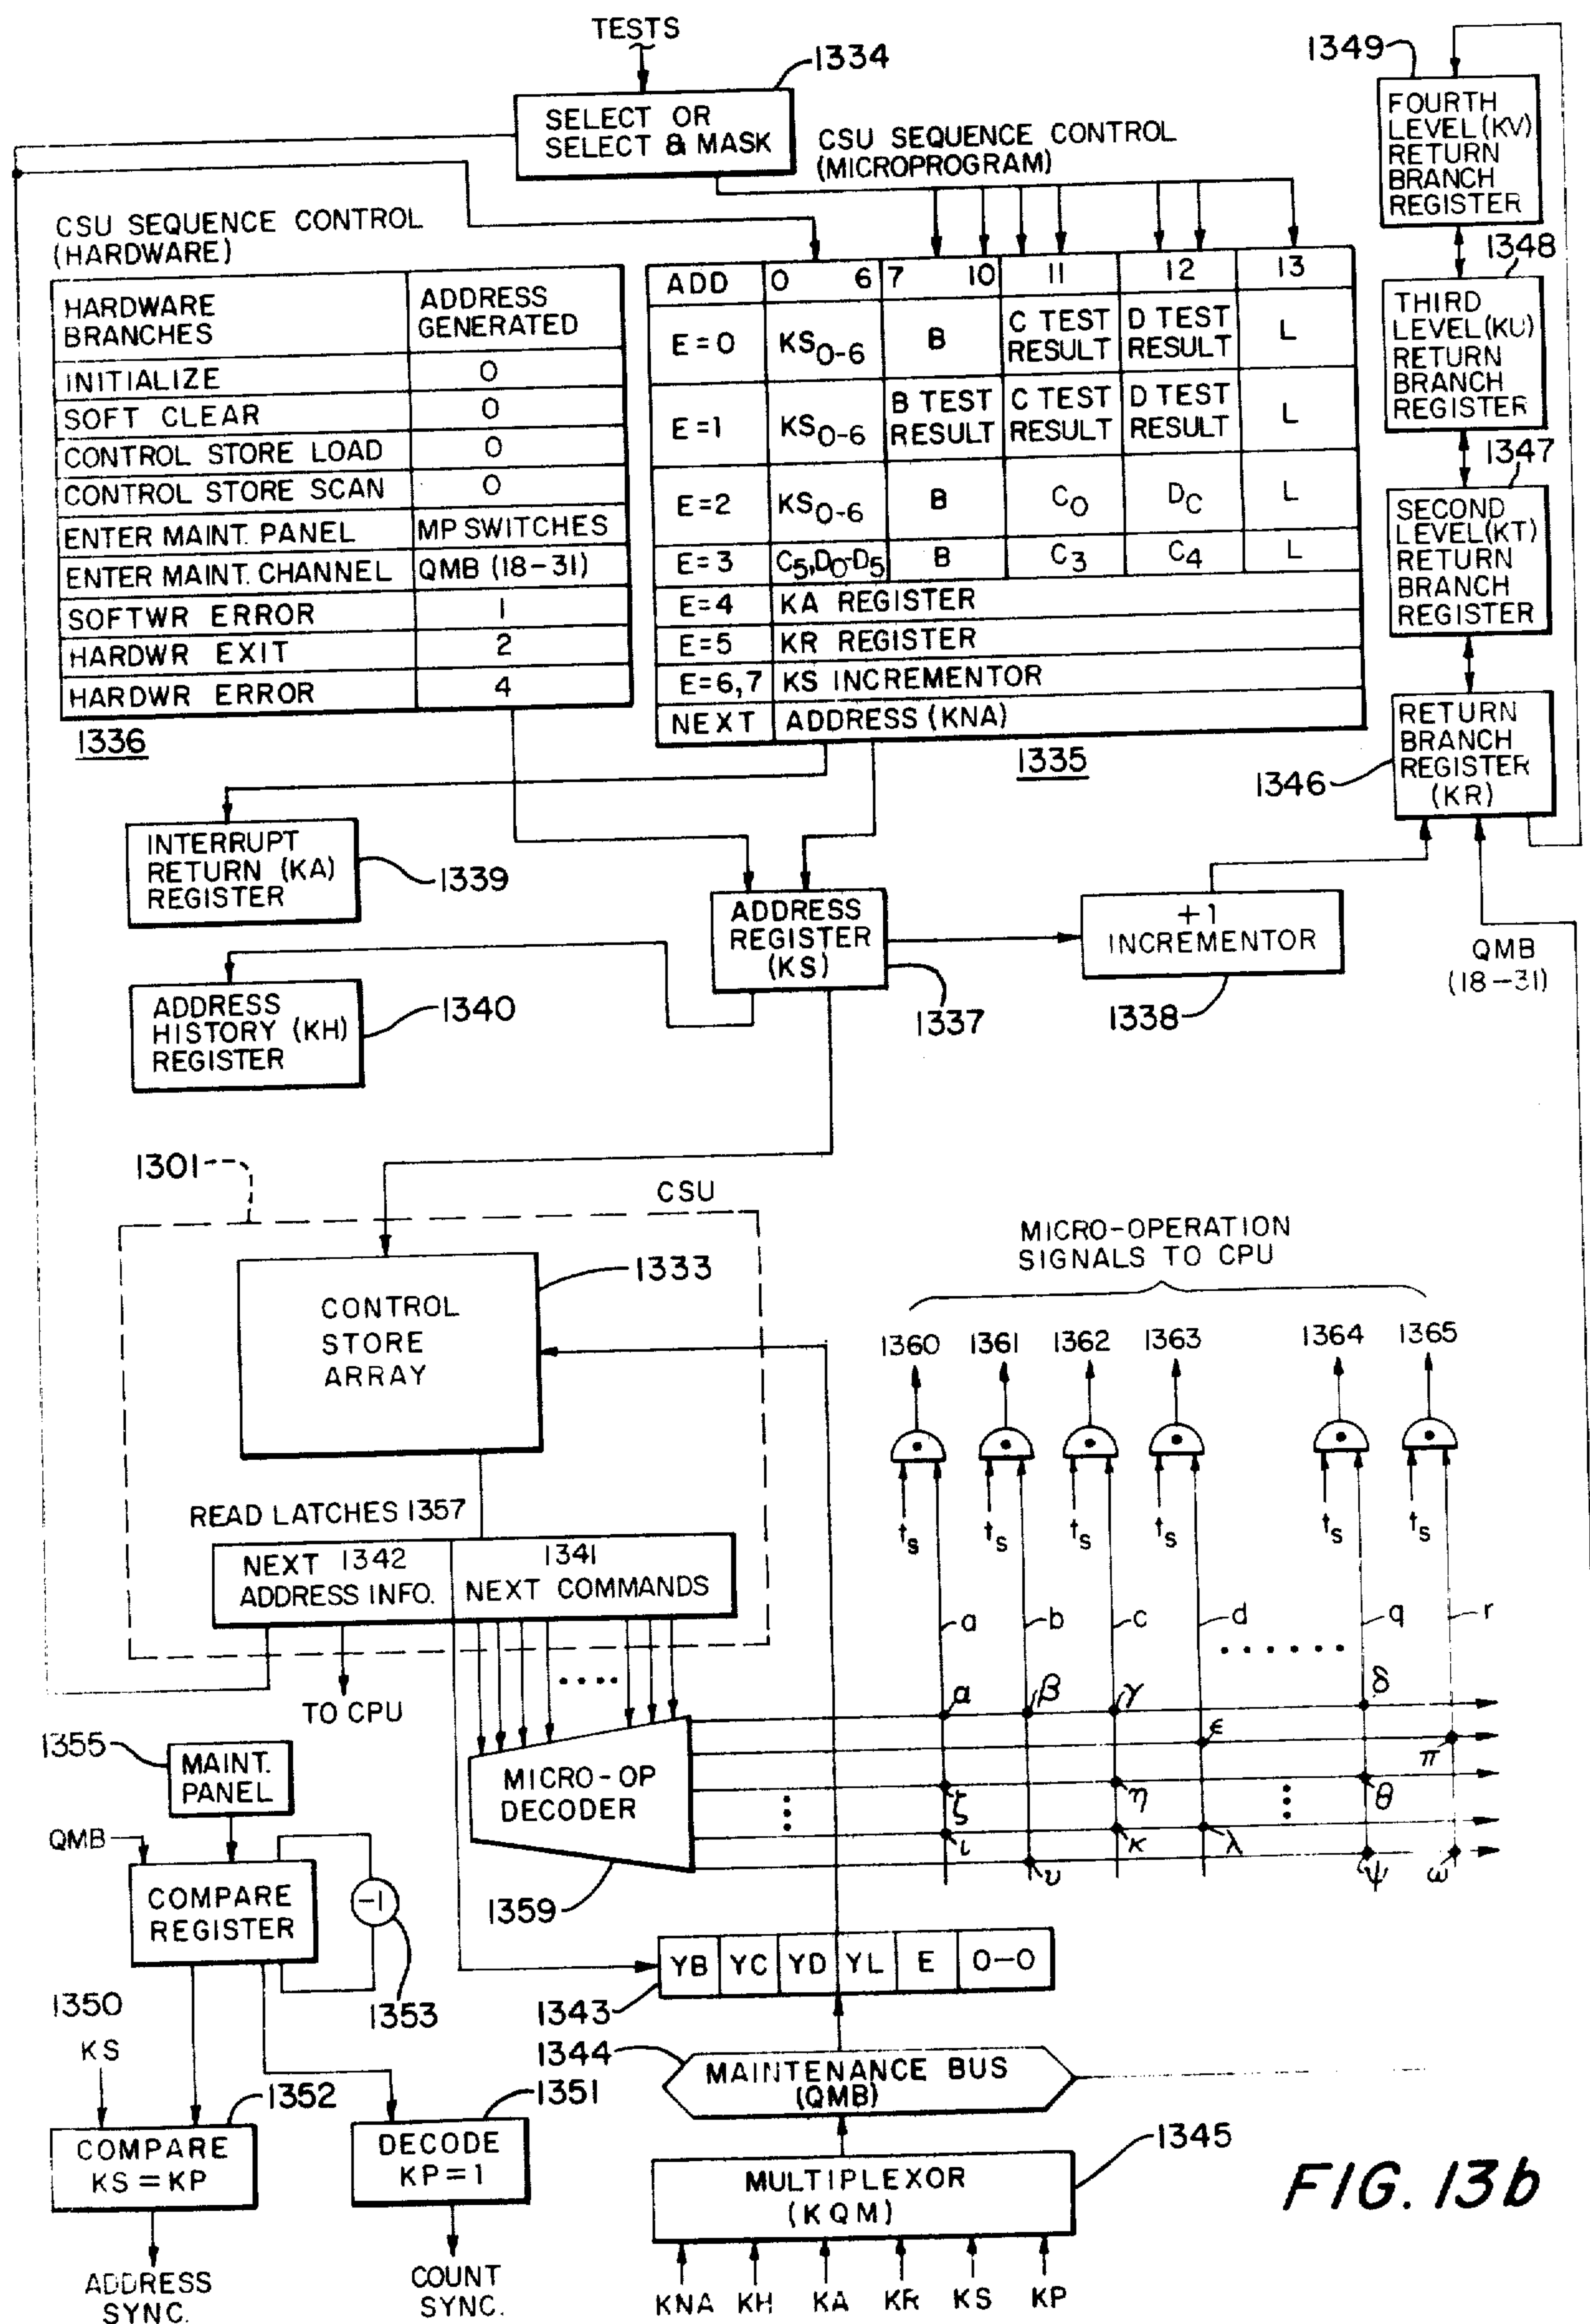 TESTS
1334
SELECT OR
SELECT & MASK
CSU SEQUENCE CONTROL
(MICROPROGRAM)
1349
FOURTH
LEVEL (KV)
RETURN
BRANCH
REGISTER
1348
THIRD
LEVEL (KU)
RETURN
BRANCH
REGISTER
1347
SECOND
LEVEL (KT)
RETURN
BRANCH
REGISTER
RETURN
BRANCH
REGISTER
(KR)
1346
CSU SEQUENCE CONTROL
(HARDWARE)
HARDWARE BRANCHES ADDRESS GENERATED
INITIALIZE 0
SOFT CLEAR 0
CONTROL STORE LOAD 0
CONTROL STORE SCAN 0
ENTER MAINT. PANEL MP SWITCHES
ENTER MAINT. CHANNEL QMB (18-31)
SOFTWR ERROR 1
HARDWR EXIT 2
HARDWR ERROR 4
1336
ADD 0 6 7 10 11 12 13
E=0 KS0-6 B C TEST RESULT D TEST RESULT L
E=1 KS0-6 B TEST RESULT C TEST RESULT D TEST RESULT L
E=2 KS0-6 B C0 DC L
E=3 C5,D0-D5 B C3 C4 L
E=4 KA REGISTER
E=5 KR REGISTER
E=6,7 KS INCREMENTOR
NEXT ADDRESS (KNA)
1335
INTERRUPT
RETURN (KA)
REGISTER
1339
ADDRESS
HISTORY (KH)
REGISTER
1340
ADDRESS
REGISTER
(KS)
1337
+1
INCREMENTOR
1338
QMB
(18-31)
1301
CSU
CONTROL
STORE
ARRAY
1333
READ LATCHES 1357
NEXT 1342
ADDRESS INFO.
1341
NEXT COMMANDS
TO CPU
MICRO-OPERATION
SIGNALS TO CPU
1360 1361 1362 1363 1364 1365
ts ts ts ts ts ts
a b c d q r
α β γ δ
ε π
ζ η θ
ι κ λ
υ ψ ω
MICRO-OP
DECODER
1359
1355
MAINT.
PANEL
QMB
COMPARE
REGISTER
-1
1353
1350
KS
1352
COMPARE
KS=KP
ADDRESS
SYNC.
1351
DECODE
KP=1
COUNT
SYNC.
YB YC YD YL E 0-0
1343
1344
MAINTENANCE BUS
(QMB)
1345
MULTIPLEXOR
(KQM)
KNA KH KA KR KS KP
FIG. 13b